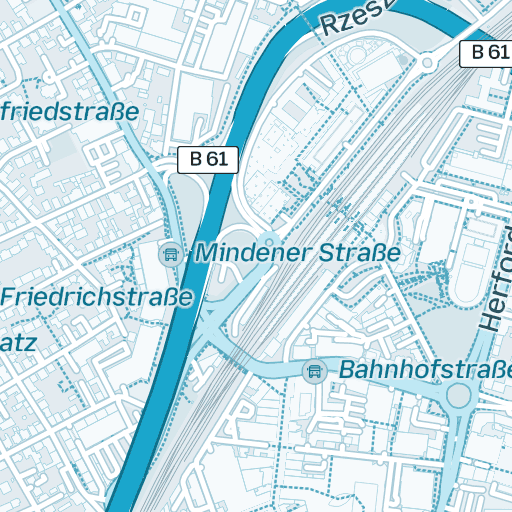 Rzesz
B 61
friedstraße
B 61
Mindener Straße
Herford
Friedrichstraße
atz
Bahnhofstraße